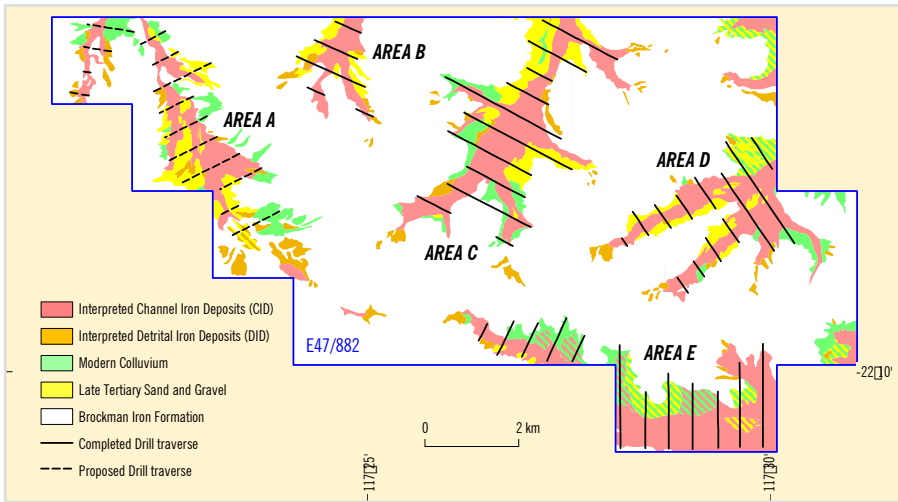 AREA B
AREA A
AREA D
AREA C
AREA E
E47/882
Interpreted Channel Iron Deposits (CID)
Interpreted Detrital Iron Deposits (DID)
Modern Colluvium
Late Tertiary Sand and Gravel
Brockman Iron Formation
Completed Drill traverse
Proposed Drill traverse
0 2 km
-22▯10'
117▯25'
117▯30'